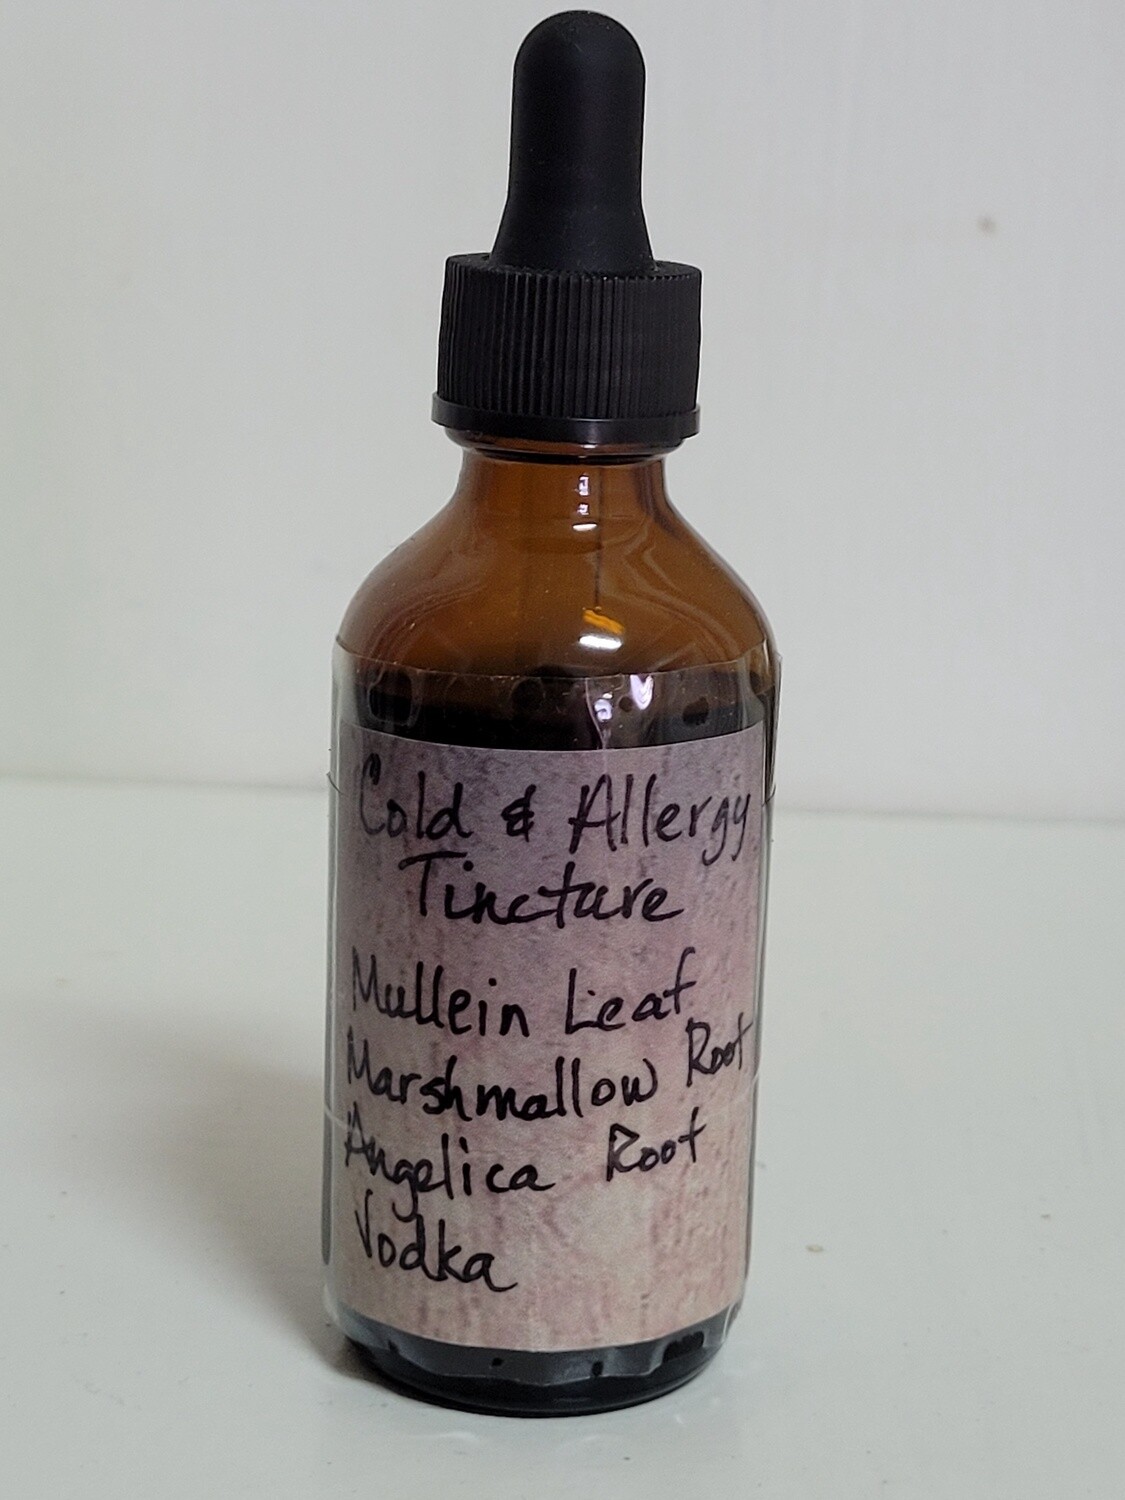 Cold & Allergy
Tincture
Mullein Leaf
Marshmallow Root
Angelica Root
Vodka